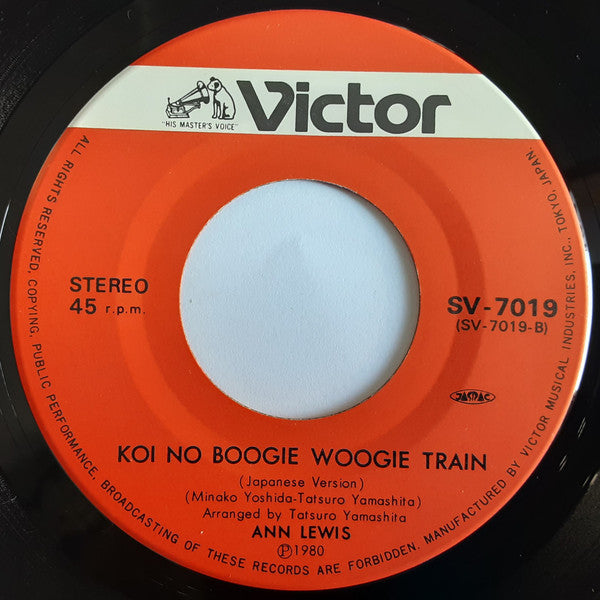 "HIS MASTER'S VOICE"
Victor
STEREO
45 r.p.m.
SV-7019
(SV-7019-B)
JASRAC
KOI NO BOOGIE WOOGIE TRAIN
(Japanese Version)
(Minako Yoshida-Tatsuro Yamashita)
Arranged by Tatsuro Yamashita
ANN LEWIS
Ⓟ1980
ALL RIGHTS RESERVED, COPYING, PUBLIC PERFORMANCE, BROADCASTING OF THESE RECORDS ARE FORBIDDEN. MANUFACTURED BY VICTOR MUSICAL INDUSTRIES, INC., TOKYO, JAPAN.